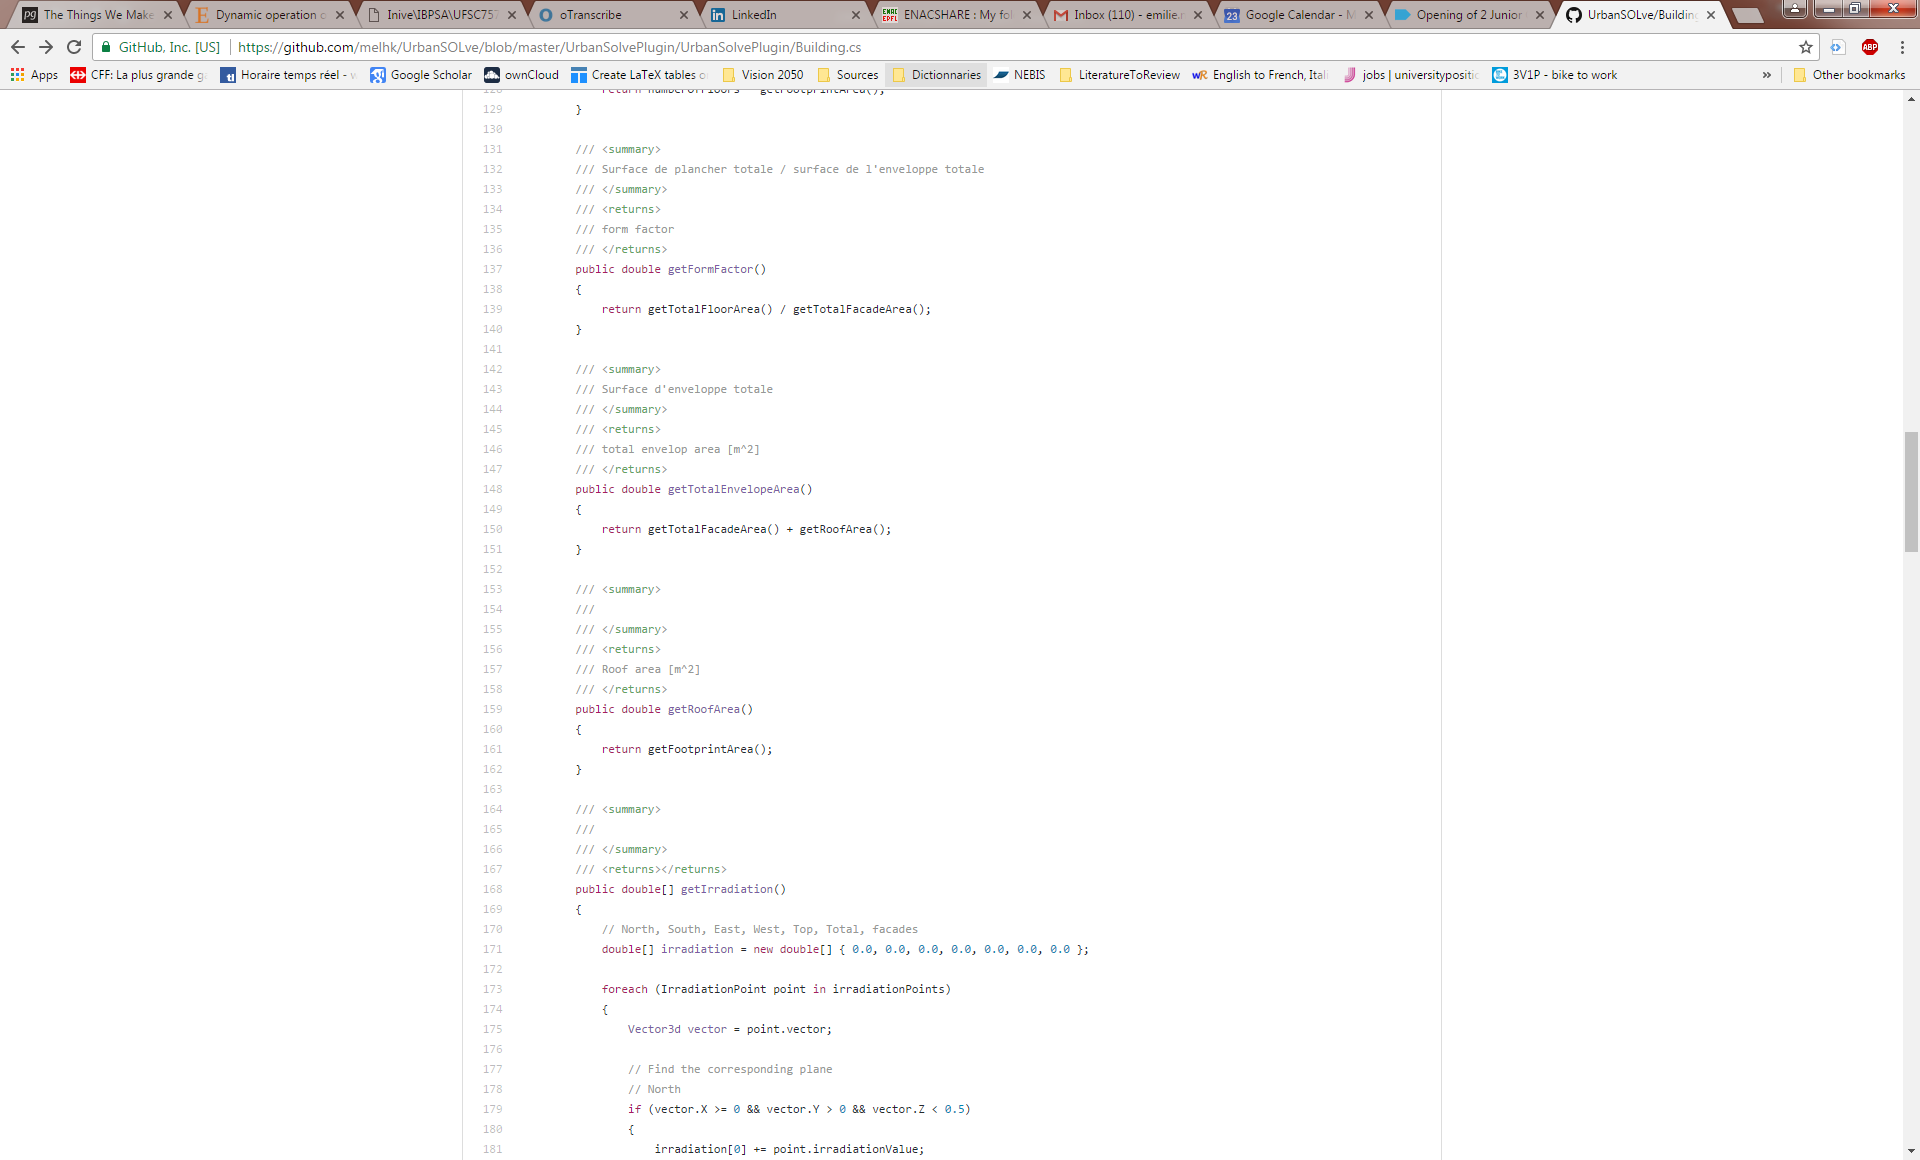 The Things We Make
Dynamic operation o
Inive\IBPSA\UFSC757
oTranscribe
LinkedIn
ENACSHARE : My fol
Inbox (110) - emilie.n
Google Calendar - M
Opening of 2 Junior
UrbanSOLve/Building
GitHub, Inc. [US] https://github.com/melhk/UrbanSOLve/blob/master/UrbanSolvePlugin/UrbanSolvePlugin/Building.cs
Apps
CFF: La plus grande g
Horaire temps réel - v
Google Scholar
ownCloud
Create LaTeX tables o
Vision 2050
Sources
Dictionnaries
NEBIS
LiteratureToReview
English to French, Itali
jobs | universitypositi
3V1P - bike to work
» Other bookmarks
128 return numberOfFloors * getFootprintArea();
129 }
130
131 /// <summary>
132 /// Surface de plancher totale / surface de l'enveloppe totale
133 /// </summary>
134 /// <returns>
135 /// form factor
136 /// </returns>
137 public double getFormFactor()
138 {
139 return getTotalFloorArea() / getTotalFacadeArea();
140 }
141
142 /// <summary>
143 /// Surface d'enveloppe totale
144 /// </summary>
145 /// <returns>
146 /// total envelop area [m^2]
147 /// </returns>
148 public double getTotalEnvelopeArea()
149 {
150 return getTotalFacadeArea() + getRoofArea();
151 }
152
153 /// <summary>
154 ///
155 /// </summary>
156 /// <returns>
157 /// Roof area [m^2]
158 /// </returns>
159 public double getRoofArea()
160 {
161 return getFootprintArea();
162 }
163
164 /// <summary>
165 ///
166 /// </summary>
167 /// <returns></returns>
168 public double[] getIrradiation()
169 {
170 // North, South, East, West, Top, Total, facades
171 double[] irradiation = new double[] { 0.0, 0.0, 0.0, 0.0, 0.0, 0.0, 0.0 };
172
173 foreach (IrradiationPoint point in irradiationPoints)
174 {
175 Vector3d vector = point.vector;
176
177 // Find the corresponding plane
178 // North
179 if (vector.X >= 0 && vector.Y > 0 && vector.Z < 0.5)
180 {
181 irradiation[0] += point.irradiationValue;